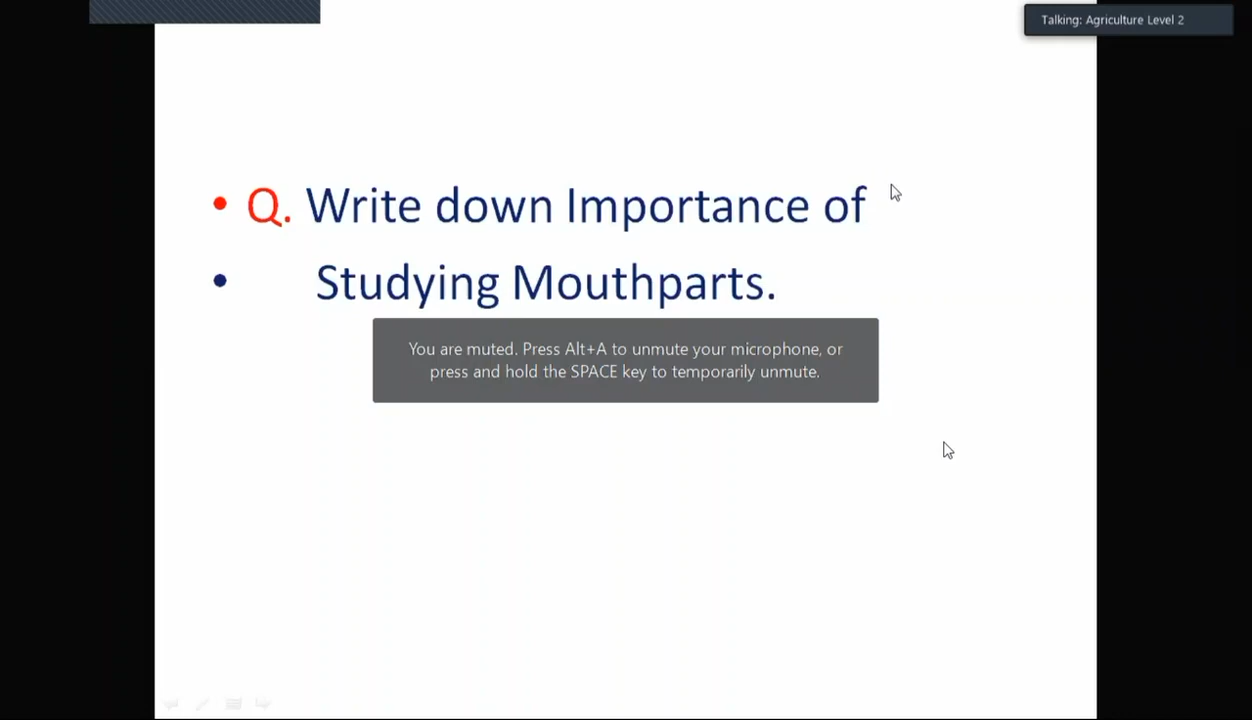 Talking: Agriculture Level 2
• Q. Write down Importance of
• Studying Mouthparts.
You are muted. Press Alt+A to unmute your microphone, or
press and hold the SPACE key to temporarily unmute.